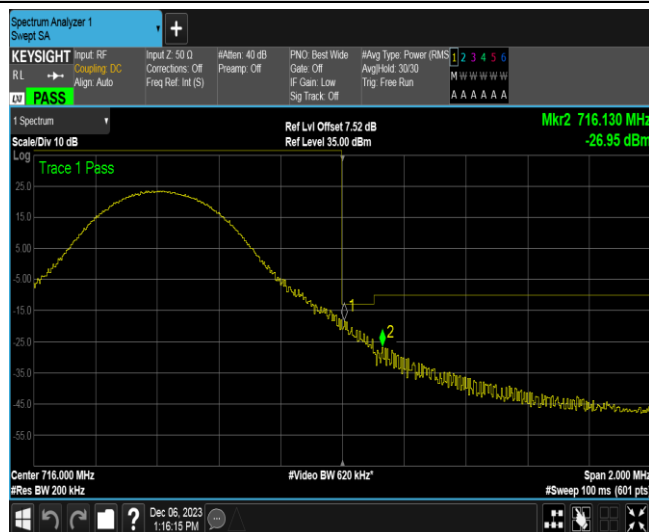 Spectrum Analyzer 1
Swept SA
+
KEYSIGHT
RL
LXI PASS
Input: RF
Coupling: DC
Align: Auto
Input Z: 50 Ω
Corrections: Off
Freq Ref: Int (S)
#Atten: 40 dB
Preamp: Off
PNO: Best Wide
Gate: Off
IF Gain: Low
Sig Track: Off
#Avg Type: Power (RMS
Avg|Hold: 30/30
Trig: Free Run
1 2 3 4 5 6
M W W W W W
A A A A A A
1 Spectrum
Scale/Div 10 dB
Ref Lvl Offset 7.52 dB
Ref Level 35.00 dBm
Mkr2 716.130 MHz
-26.95 dBm
Log
Trace 1 Pass
25.0
15.0
5.00
-5.00
-15.0
-25.0
-35.0
-45.0
-55.0
1
2
Center 716.000 MHz
#Res BW 200 kHz
#Video BW 620 kHz*
Span 2.000 MHz
#Sweep 100 ms (601 pts)
?
Dec 06, 2023
1:16:15 PM